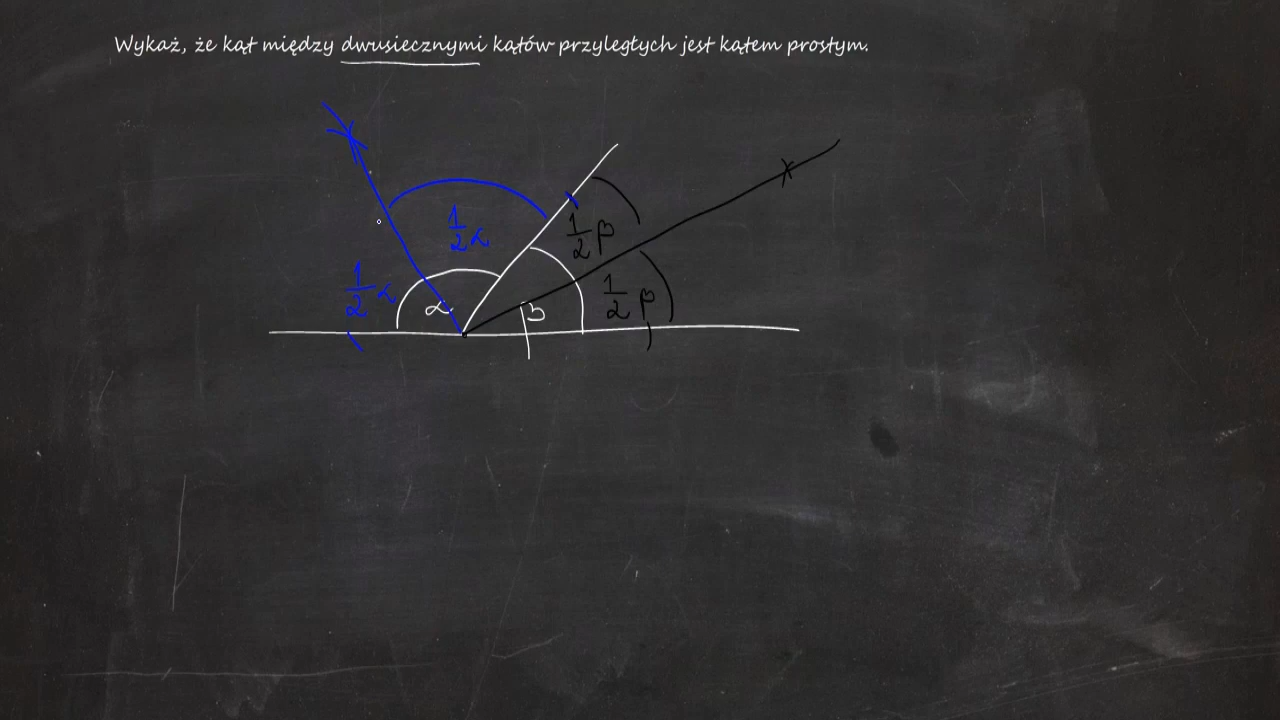 Wykaż, że kąt między dwusiecznymi kątów przyległych jest kątem prostym.
1/2 α
1/2 β
1/2 α
α
β
1/2 β